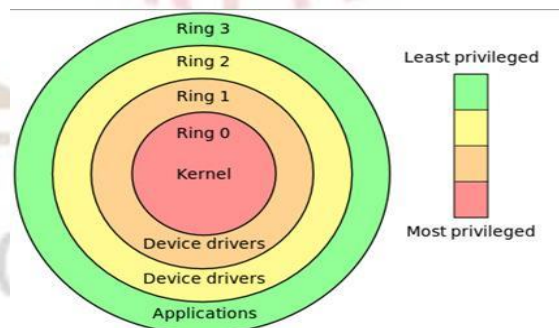 Ring 3
Ring 2
Ring 1
Ring 0
Kernel
Device drivers
Device drivers
Applications
Least privileged
Most privileged